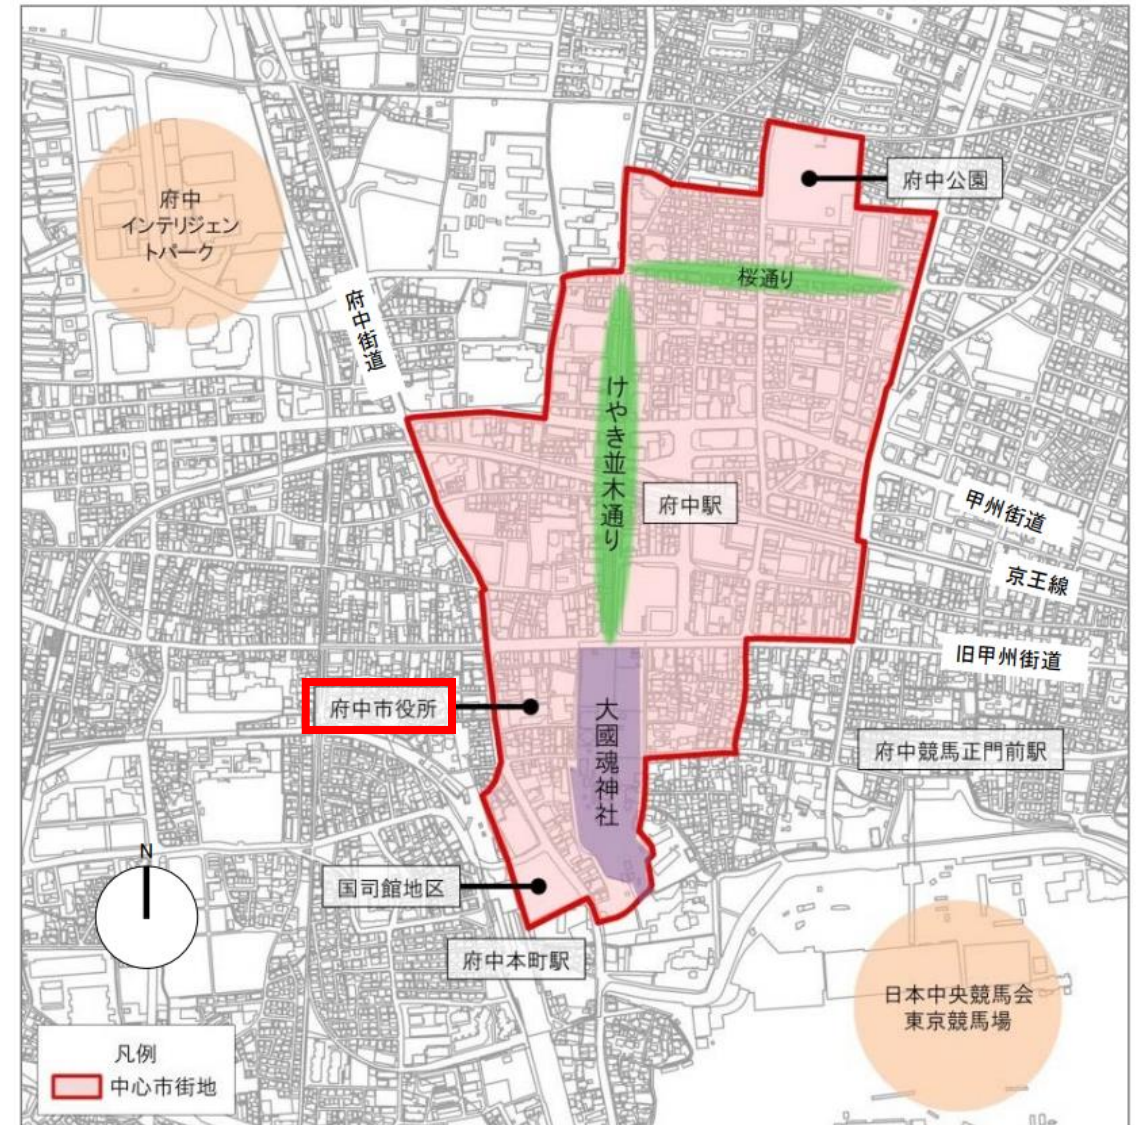 府中公園
府中
インテリジェン
トパーク
桜通り
府中街道
けやき並木通り
府中駅
甲州街道
京王線
旧甲州街道
府中市役所
大國魂神社
府中競馬正門前駅
N
国司館地区
府中本町駅
日本中央競馬会
東京競馬場
凡例
中心市街地